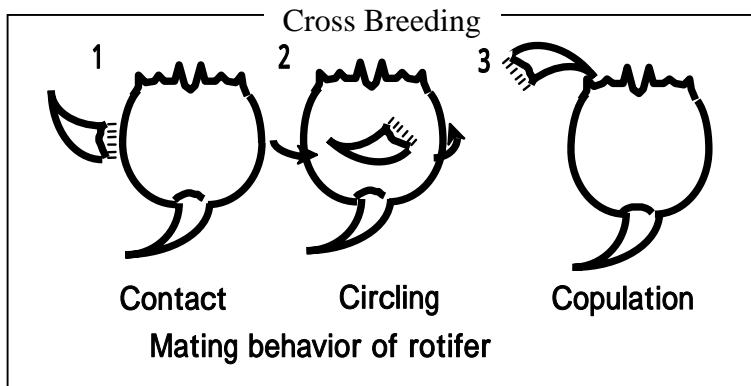 Cross Breeding
1 2 3
Contact Circling Copulation
Mating behavior of rotifer